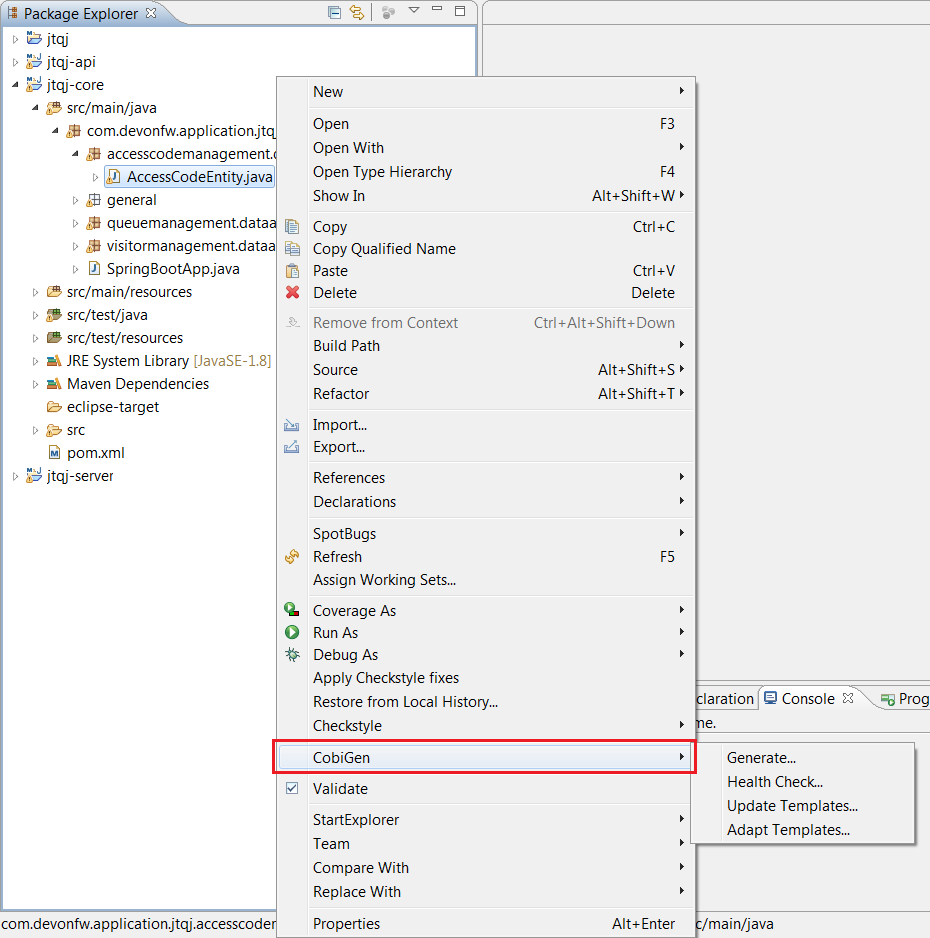 Package Explorer
jtqj
jtqj-api
jtqj-core
src/main/java
com.devonfw.application.jtqj
accesscodemanagement.d
AccessCodeEntity.java
general
queuemanagement.dataa
visitormanagement.dataa
SpringBootApp.java
src/main/resources
src/test/java
src/test/resources
JRE System Library [JavaSE-1.8]
Maven Dependencies
eclipse-target
src
pom.xml
jtqj-server
New
Open F3
Open With
Open Type Hierarchy F4
Show In Alt+Shift+W
Copy Ctrl+C
Copy Qualified Name
Paste Ctrl+V
Delete Delete
Remove from Context Ctrl+Alt+Shift+Down
Build Path
Source Alt+Shift+S
Refactor Alt+Shift+T
Import...
Export...
References
Declarations
SpotBugs
Refresh F5
Assign Working Sets...
Coverage As
Run As
Debug As
Apply Checkstyle fixes
Restore from Local History...
Checkstyle
CobiGen
Validate
StartExplorer
Team
Compare With
Replace With
Properties Alt+Enter
Generate...
Health Check...
Update Templates...
Adapt Templates...
claration Console Prog
me.
com.devonfw.application.jtqj.accesscoder c/main/java